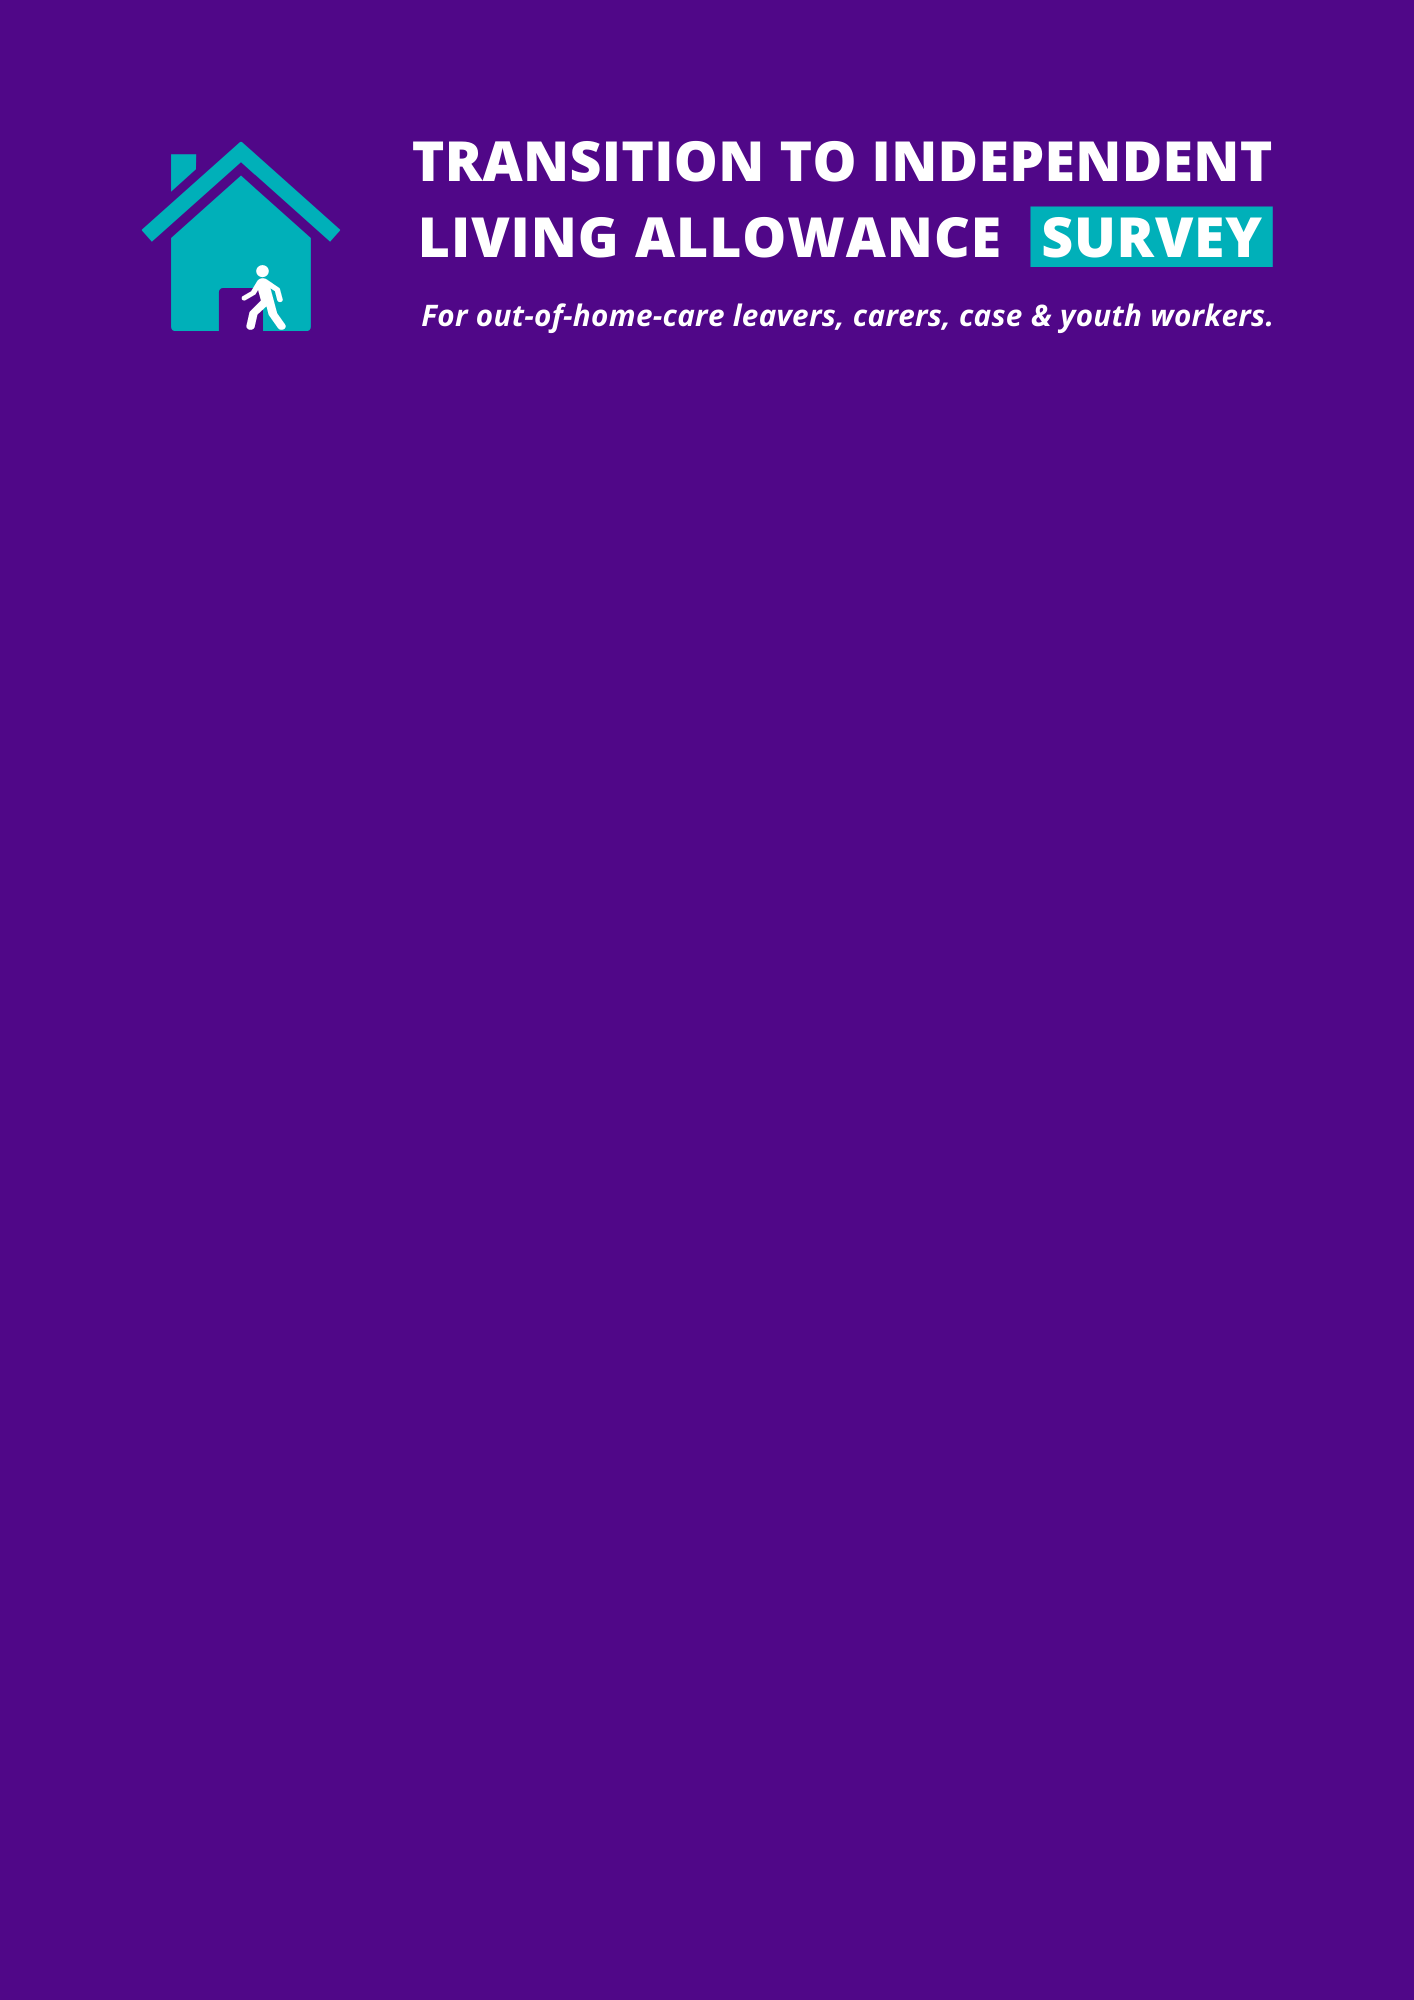 TRANSITION TO INDEPENDENT
LIVING ALLOWANCE SURVEY
For out-of-home-care leavers, carers, case & youth workers.